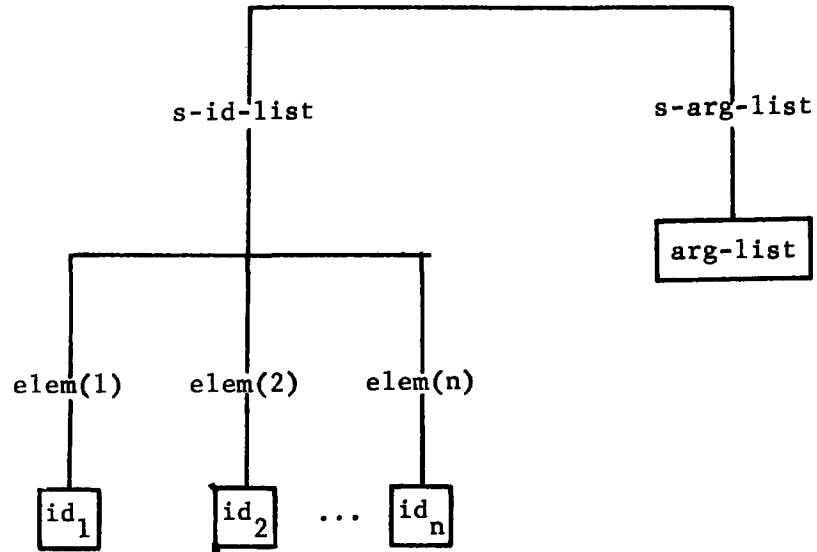 s-id-list s-arg-list
arg-list
elem(1) elem(2) elem(n)
id1 id2 ... idn